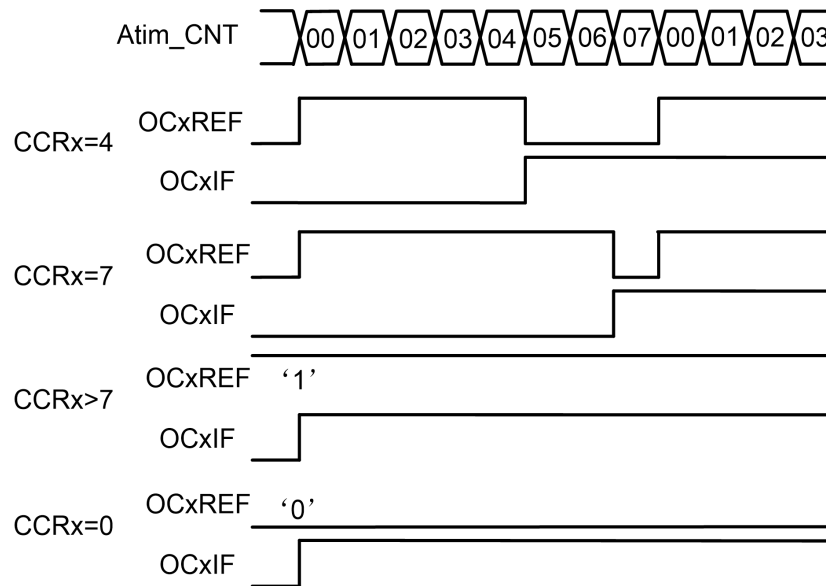 Atim_CNT 00 01 02 03 04 05 06 07 00 01 02 03
OCxREF
CCRx=4
OCxIF
OCxREF
CCRx=7
OCxIF
OCxREF ‘1’
CCRx>7
OCxIF
OCxREF ‘0’
CCRx=0
OCxIF